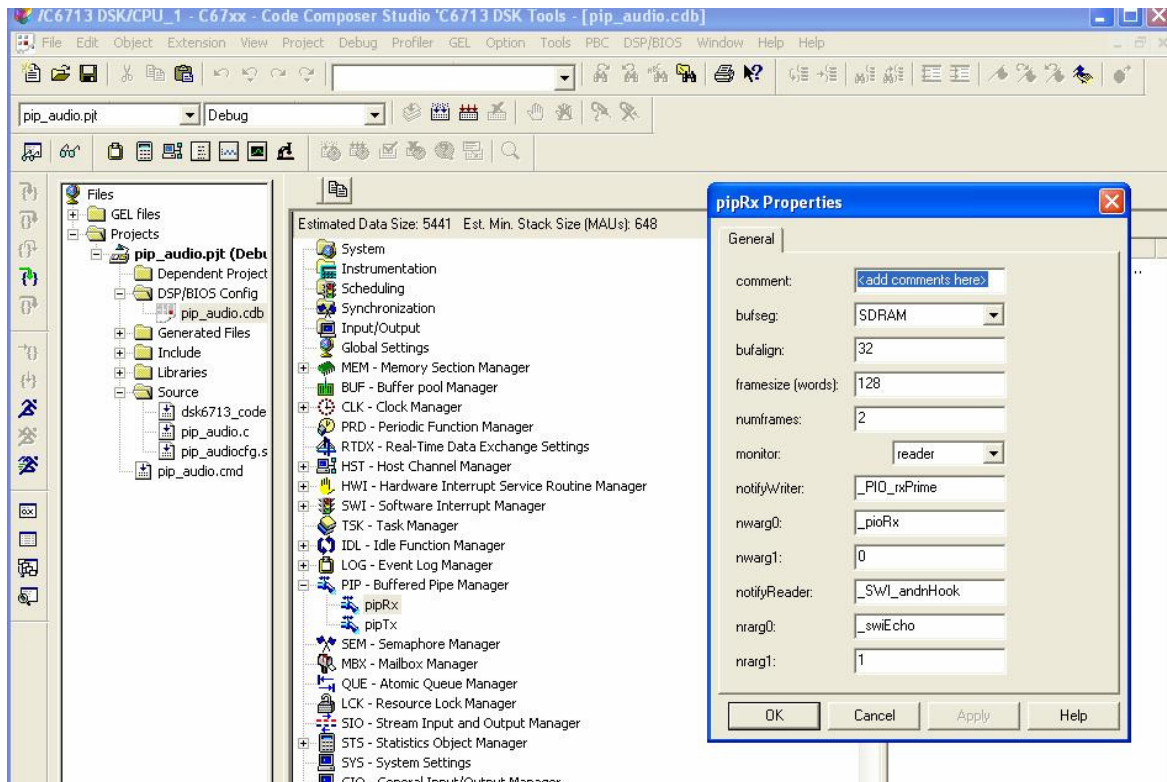 /C6713 DSK/CPU_1 - C67xx - Code Composer Studio 'C6713 DSK Tools - [pip_audio.cdb]
File Edit Object Extension View Project Debug Profiler GEL Option Tools PBC DSP/BIOS Window Help Help
pip_audio.pjt Debug
Files
GEL files
Projects
pip_audio.pjt (Debu
Dependent Project
DSP/BIOS Config
pip_audio.cdb
Generated Files
Include
Libraries
Source
dsk6713_code
pip_audio.c
pip_audiocfg.s
pip_audio.cmd
Estimated Data Size: 5441 Est. Min. Stack Size (MAUs): 648
System
Instrumentation
Scheduling
Synchronization
Input/Output
Global Settings
MEM - Memory Section Manager
BUF - Buffer pool Manager
CLK - Clock Manager
PRD - Periodic Function Manager
RTDX - Real-Time Data Exchange Settings
HST - Host Channel Manager
HWI - Hardware Interrupt Service Routine Manager
SWI - Software Interrupt Manager
TSK - Task Manager
IDL - Idle Function Manager
LOG - Event Log Manager
PIP - Buffered Pipe Manager
pipRx
pipTx
SEM - Semaphore Manager
MBX - Mailbox Manager
QUE - Atomic Queue Manager
LCK - Resource Lock Manager
SIO - Stream Input and Output Manager
STS - Statistics Object Manager
SYS - System Settings
GIO - General Input/Output Manager
pipRx Properties
General
comment: <add comments here>
bufseg: SDRAM
bufalign: 32
framesize (words): 128
numframes: 2
monitor: reader
notifyWriter: _PIO_rxPrime
nwarg0: _pioRx
nwarg1: 0
notifyReader: _SWI_andnHook
nrarg0: _swiEcho
nrarg1: 1
OK Cancel Apply Help